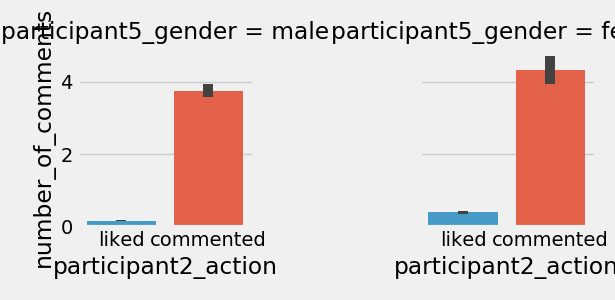 participant5_gender = male
participant5_gender = fe
number_of_comments
4
2
0
liked commented
liked commented
participant2_action
participant2_action